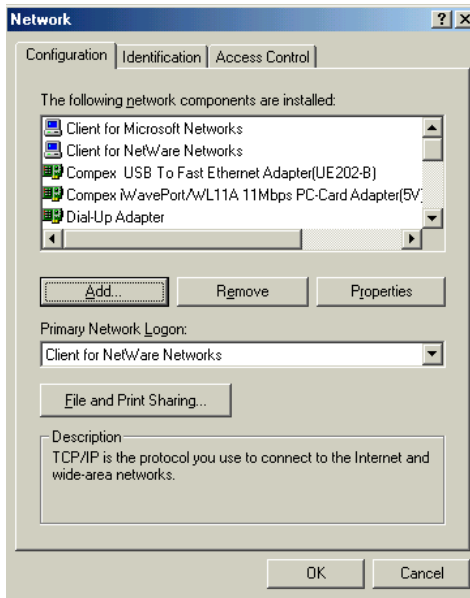 Network
Configuration Identification Access Control
The following network components are installed:
Client for Microsoft Networks
Client for NetWare Networks
Compex USB To Fast Ethernet Adapter(UE202-B)
Compex iWavePort/WL11A 11Mbps PC-Card Adapter(5V)
Dial-Up Adapter
Add... Remove Properties
Primary Network Logon:
Client for NetWare Networks
File and Print Sharing...
Description
TCP/IP is the protocol you use to connect to the Internet and
wide-area networks.
OK Cancel